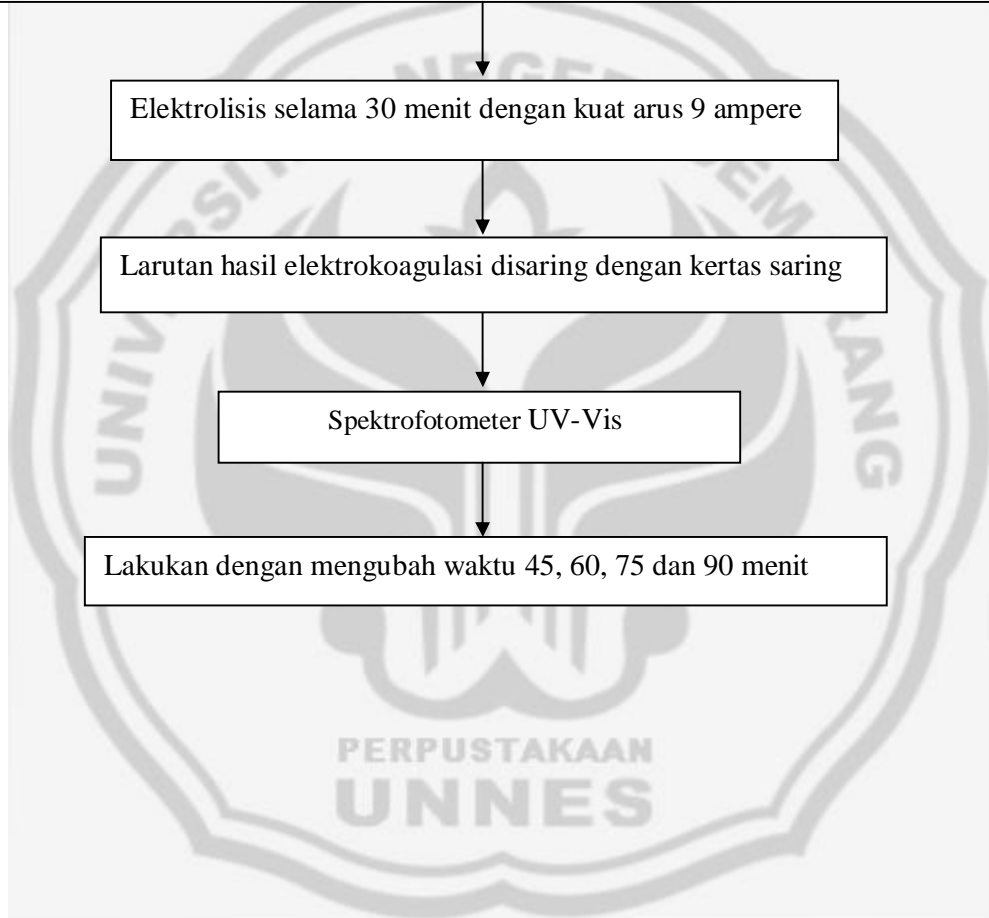 Elektrolisis selama 30 menit dengan kuat arus 9 ampere
Larutan hasil elektrokoagulasi disaring dengan kertas saring
Spektrofotometer UV-Vis
Lakukan dengan mengubah waktu 45, 60, 75 dan 90 menit
PERPUSTAKAAN
UNNES